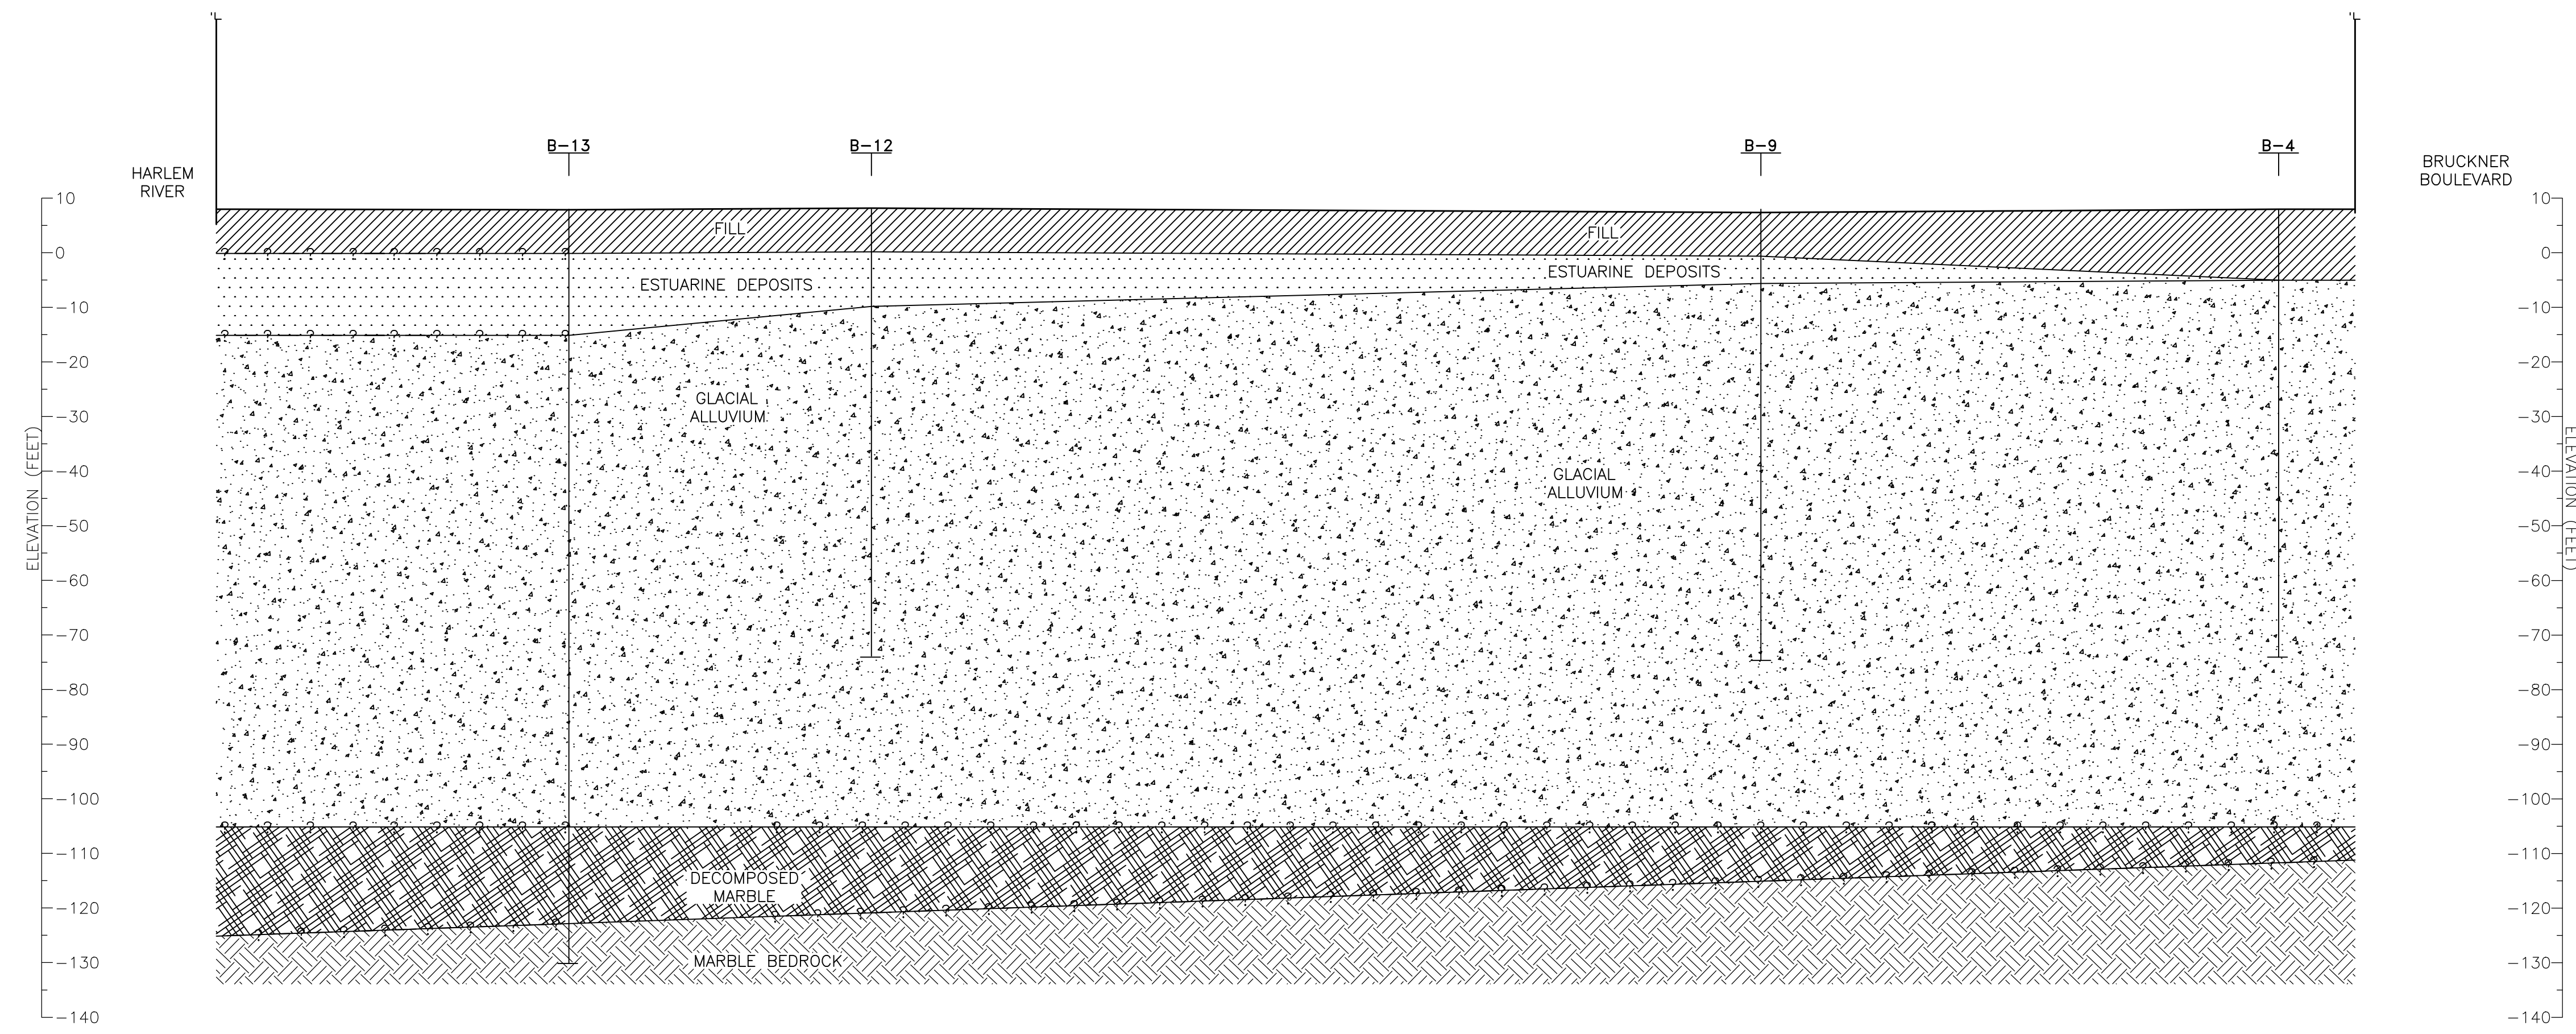 B-13
B-12
B-9
B-4
HARLEM
RIVER
BRUCKNER
BOULEVARD
10
0
-10
-20
-30
-40
-50
-60
-70
-80
-90
-100
-110
-120
-130
-140
ELEVATION (FEET)
FILL
FILL
ESTUARINE DEPOSITS
ESTUARINE DEPOSITS
GLACIAL
ALLUVIUM
GLACIAL
ALLUVIUM
DECOMPOSED
MARBLE
MARBLE BEDROCK
10
0
-10
-20
-30
-40
-50
-60
-70
-80
-90
-100
-110
-120
-130
-140
ELEVATION (FEET)